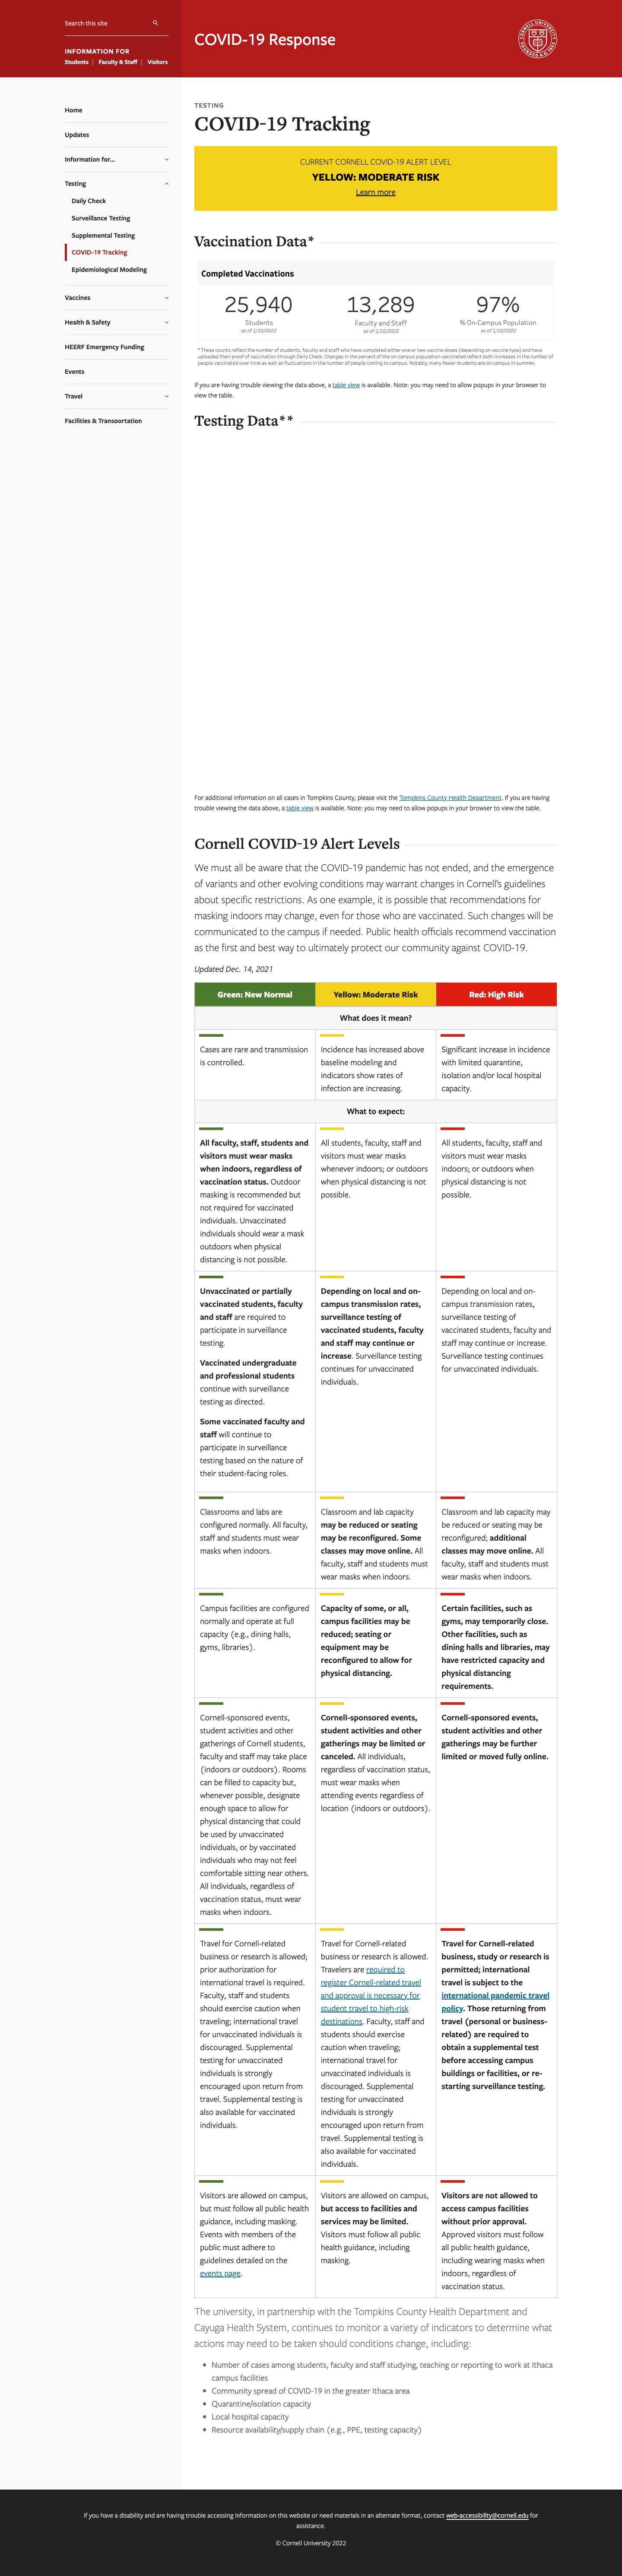 Search this site
INFORMATION FOR
Students | Faculty & Staff | Visitors
COVID-19 Response
Home
Updates
Information for...
Testing
Daily Check
Surveillance Testing
Supplemental Testing
COVID-19 Tracking
Epidemiological Modeling
Vaccines
Health & Safety
HEERF Emergency Funding
Events
Travel
Facilities & Transportation
TESTING
COVID-19 Tracking
CURRENT CORNELL COVID-19 ALERT LEVEL
YELLOW: MODERATE RISK
Learn more
Vaccination Data*
Completed Vaccinations
25,940 13,289 97%
Students Faculty and Staff % On-Campus Population
as of 1/10/2022 as of 1/10/2022 as of 1/10/2022
* These counts reflect the number of students, faculty and staff who have completed either one or two vaccine doses (depending on vaccine type) and have
uploaded their proof of vaccination through Daily Check. Changes in the percent of the on-campus population vaccinated reflect both increases in the number of
people vaccinated over time as well as fluctuations in the number of people coming to campus. Notably, many fewer students are on campus in summer.
If you are having trouble viewing the data above, a table view is available. Note: you may need to allow popups in your browser to
view the table.
Testing Data**
For additional information on all cases in Tompkins County, please visit the Tompkins County Health Department. If you are having
trouble viewing the data above, a table view is available. Note: you may need to allow popups in your browser to view the table.
Cornell COVID-19 Alert Levels
We must all be aware that the COVID-19 pandemic has not ended, and the emergence
of variants and other evolving conditions may warrant changes in Cornell's guidelines
about specific restrictions. As one example, it is possible that recommendations for
masking indoors may change, even for those who are vaccinated. Such changes will be
communicated to the campus if needed. Public health officials recommend vaccination
as the first and best way to ultimately protect our community against COVID-19.
Updated Dec. 14, 2021
Green: New Normal
Yellow: Moderate Risk
Red: High Risk
What does it mean?
Cases are rare and transmission
is controlled.
Incidence has increased above
baseline modeling and
indicators show rates of
infection are increasing.
Significant increase in incidence
with limited quarantine,
isolation and/or local hospital
capacity.
What to expect:
All faculty, staff, students and
visitors must wear masks
when indoors, regardless of
vaccination status. Outdoor
masking is recommended but
not required for vaccinated
individuals. Unvaccinated
individuals should wear a mask
outdoors when physical
distancing is not possible.
All students, faculty, staff and
visitors must wear masks
whenever indoors; or outdoors
when physical distancing is not
possible.
All students, faculty, staff and
visitors must wear masks
indoors; or outdoors when
physical distancing is not
possible.
Unvaccinated or partially
vaccinated students, faculty
and staff are required to
participate in surveillance
testing.
Vaccinated undergraduate
and professional students
continue with surveillance
testing as directed.
Some vaccinated faculty and
staff will continue to
participate in surveillance
testing based on the nature of
their student-facing roles.
Depending on local and on-
campus transmission rates,
surveillance testing of
vaccinated students, faculty
and staff may continue or
increase. Surveillance testing
continues for unvaccinated
individuals.
Depending on local and on-
campus transmission rates,
surveillance testing of
vaccinated students, faculty and
staff may continue or increase.
Surveillance testing continues
for unvaccinated individuals.
Classrooms and labs are
configured normally. All faculty,
staff and students must wear
masks when indoors.
Classroom and lab capacity
may be reduced or seating
may be reconfigured. Some
classes may move online. All
faculty, staff and students must
wear masks when indoors.
Classroom and lab capacity may
be reduced or seating may be
reconfigured; additional
classes may move online. All
faculty, staff and students must
wear masks when indoors.
Campus facilities are configured
normally and operate at full
capacity (e.g., dining halls,
gyms, libraries).
Capacity of some, or all,
campus facilities may be
reduced; seating or
equipment may be
reconfigured to allow for
physical distancing.
Certain facilities, such as
gyms, may temporarily close.
Other facilities, such as
dining halls and libraries, may
have restricted capacity and
physical distancing
requirements.
Cornell-sponsored events,
student activities and other
gatherings of Cornell students,
faculty and staff may take place
(indoors or outdoors). Rooms
can be filled to capacity but,
whenever possible, designate
enough space to allow for
physical distancing that could
be used by unvaccinated
individuals, or by vaccinated
individuals who may not feel
comfortable sitting near others.
All individuals, regardless of
vaccination status, must wear
masks when indoors.
Cornell-sponsored events,
student activities and other
gatherings may be limited or
canceled. All individuals,
regardless of vaccination status,
must wear masks when
attending events regardless of
location (indoors or outdoors).
Cornell-sponsored events,
student activities and other
gatherings may be further
limited or moved fully online.
Travel for Cornell-related
business or research is allowed;
prior authorization for
international travel is required.
Faculty, staff and students
should exercise caution when
traveling; international travel
for unvaccinated individuals is
discouraged. Supplemental
testing for unvaccinated
individuals is strongly
encouraged upon return from
travel. Supplemental testing is
also available for vaccinated
individuals.
Travel for Cornell-related
business or research is allowed.
Travelers are required to
register Cornell-related travel
and approval is necessary for
student travel to high-risk
destinations. Faculty, staff and
students should exercise
caution when traveling;
international travel for
unvaccinated individuals is
discouraged. Supplemental
testing for unvaccinated
individuals is strongly
encouraged upon return from
travel. Supplemental testing is
also available for vaccinated
individuals.
Travel for Cornell-related
business, study or research is
permitted; international
travel is subject to the
international pandemic travel
policy. Those returning from
travel (personal or business-
related) are required to
obtain a supplemental test
before accessing campus
buildings or facilities, or re-
starting surveillance testing.
Visitors are allowed on campus,
but must follow all public health
guidance, including masking.
Events with members of the
public must adhere to
guidelines detailed on the
events page.
Visitors are allowed on campus,
but access to facilities and
services may be limited.
Visitors must follow all public
health guidance, including
masking.
Visitors are not allowed to
access campus facilities
without prior approval.
Approved visitors must follow
all public health guidance,
including wearing masks when
indoors, regardless of
vaccination status.
The university, in partnership with the Tompkins County Health Department and
Cayuga Health System, continues to monitor a variety of indicators to determine what
actions may need to be taken should conditions change, including:
• Number of cases among students, faculty and staff studying, teaching or reporting to work at Ithaca
campus facilities
• Community spread of COVID-19 in the greater Ithaca area
• Quarantine/isolation capacity
• Local hospital capacity
• Resource availability/supply chain (e.g., PPE, testing capacity)
If you have a disability and are having trouble accessing information on this website or need materials in an alternate format, contact web-accessibility@cornell.edu for
assistance.
© Cornell University 2022